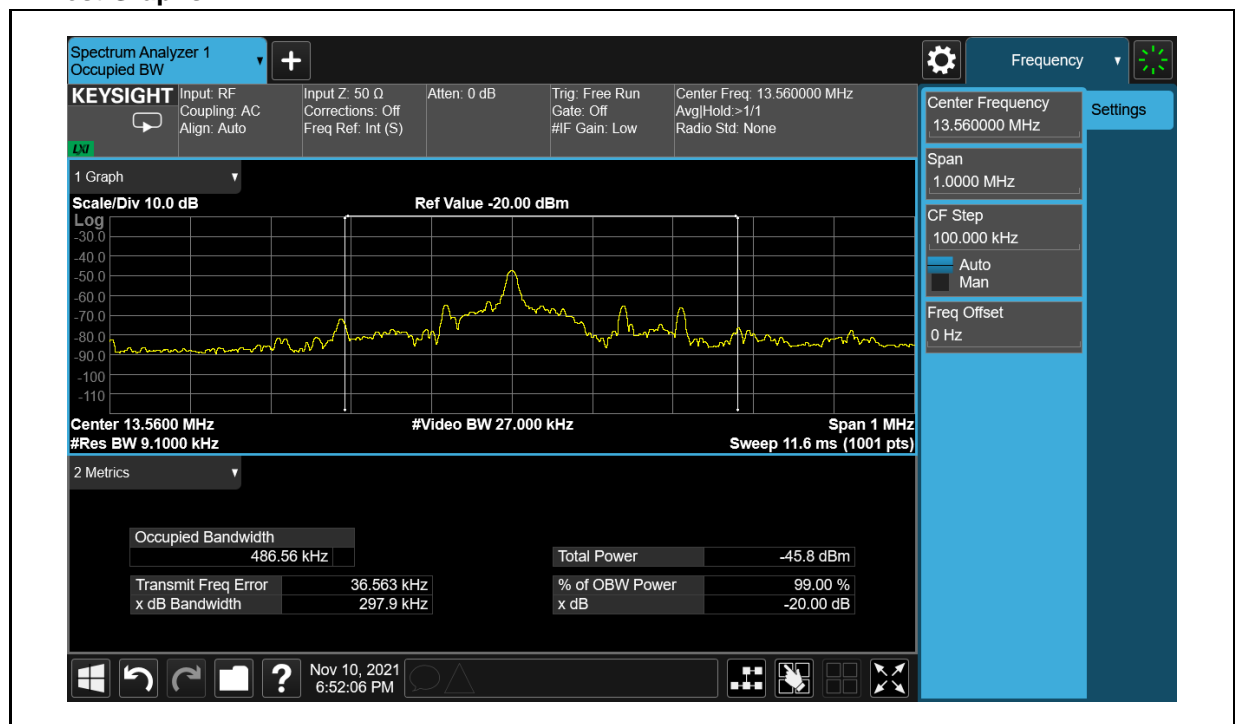 Spectrum Analyzer 1
Occupied BW
+
Frequency
KEYSIGHT
Input: RF
Coupling: AC
Align: Auto
LXI
Input Z: 50 Ω
Corrections: Off
Freq Ref: Int (S)
Atten: 0 dB
Trig: Free Run
Gate: Off
#IF Gain: Low
Center Freq: 13.560000 MHz
Avg|Hold:>1/1
Radio Std: None
Center Frequency
13.560000 MHz
Settings
Span
1.0000 MHz
CF Step
100.000 kHz
Auto
Man
Freq Offset
0 Hz
1 Graph
Scale/Div 10.0 dB
Ref Value -20.00 dBm
Log
-30.0
-40.0
-50.0
-60.0
-70.0
-80.0
-90.0
-100
-110
Center 13.5600 MHz
#Video BW 27.000 kHz
Span 1 MHz
#Res BW 9.1000 kHz
Sweep 11.6 ms (1001 pts)
2 Metrics
Occupied Bandwidth
486.56 kHz
Total Power -45.8 dBm
Transmit Freq Error 36.563 kHz
% of OBW Power 99.00 %
x dB Bandwidth 297.9 kHz
x dB -20.00 dB
?
Nov 10, 2021
6:52:06 PM